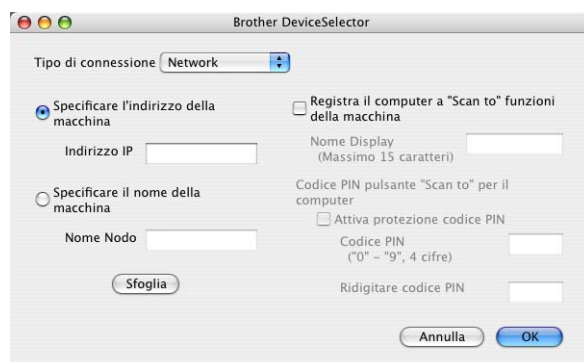 Brother DeviceSelector
Tipo di connessione Network
Specificare l'indirizzo della
macchina
Indirizzo IP
Specificare il nome della
macchina
Nome Nodo
Sfoglia
Registra il computer a "Scan to" funzioni
della macchina
Nome Display
(Massimo 15 caratteri)
Codice PIN pulsante "Scan to" per il
computer
Attiva protezione codice PIN
Codice PIN
("0" - "9", 4 cifre)
Ridigitare codice PIN
Annulla
OK